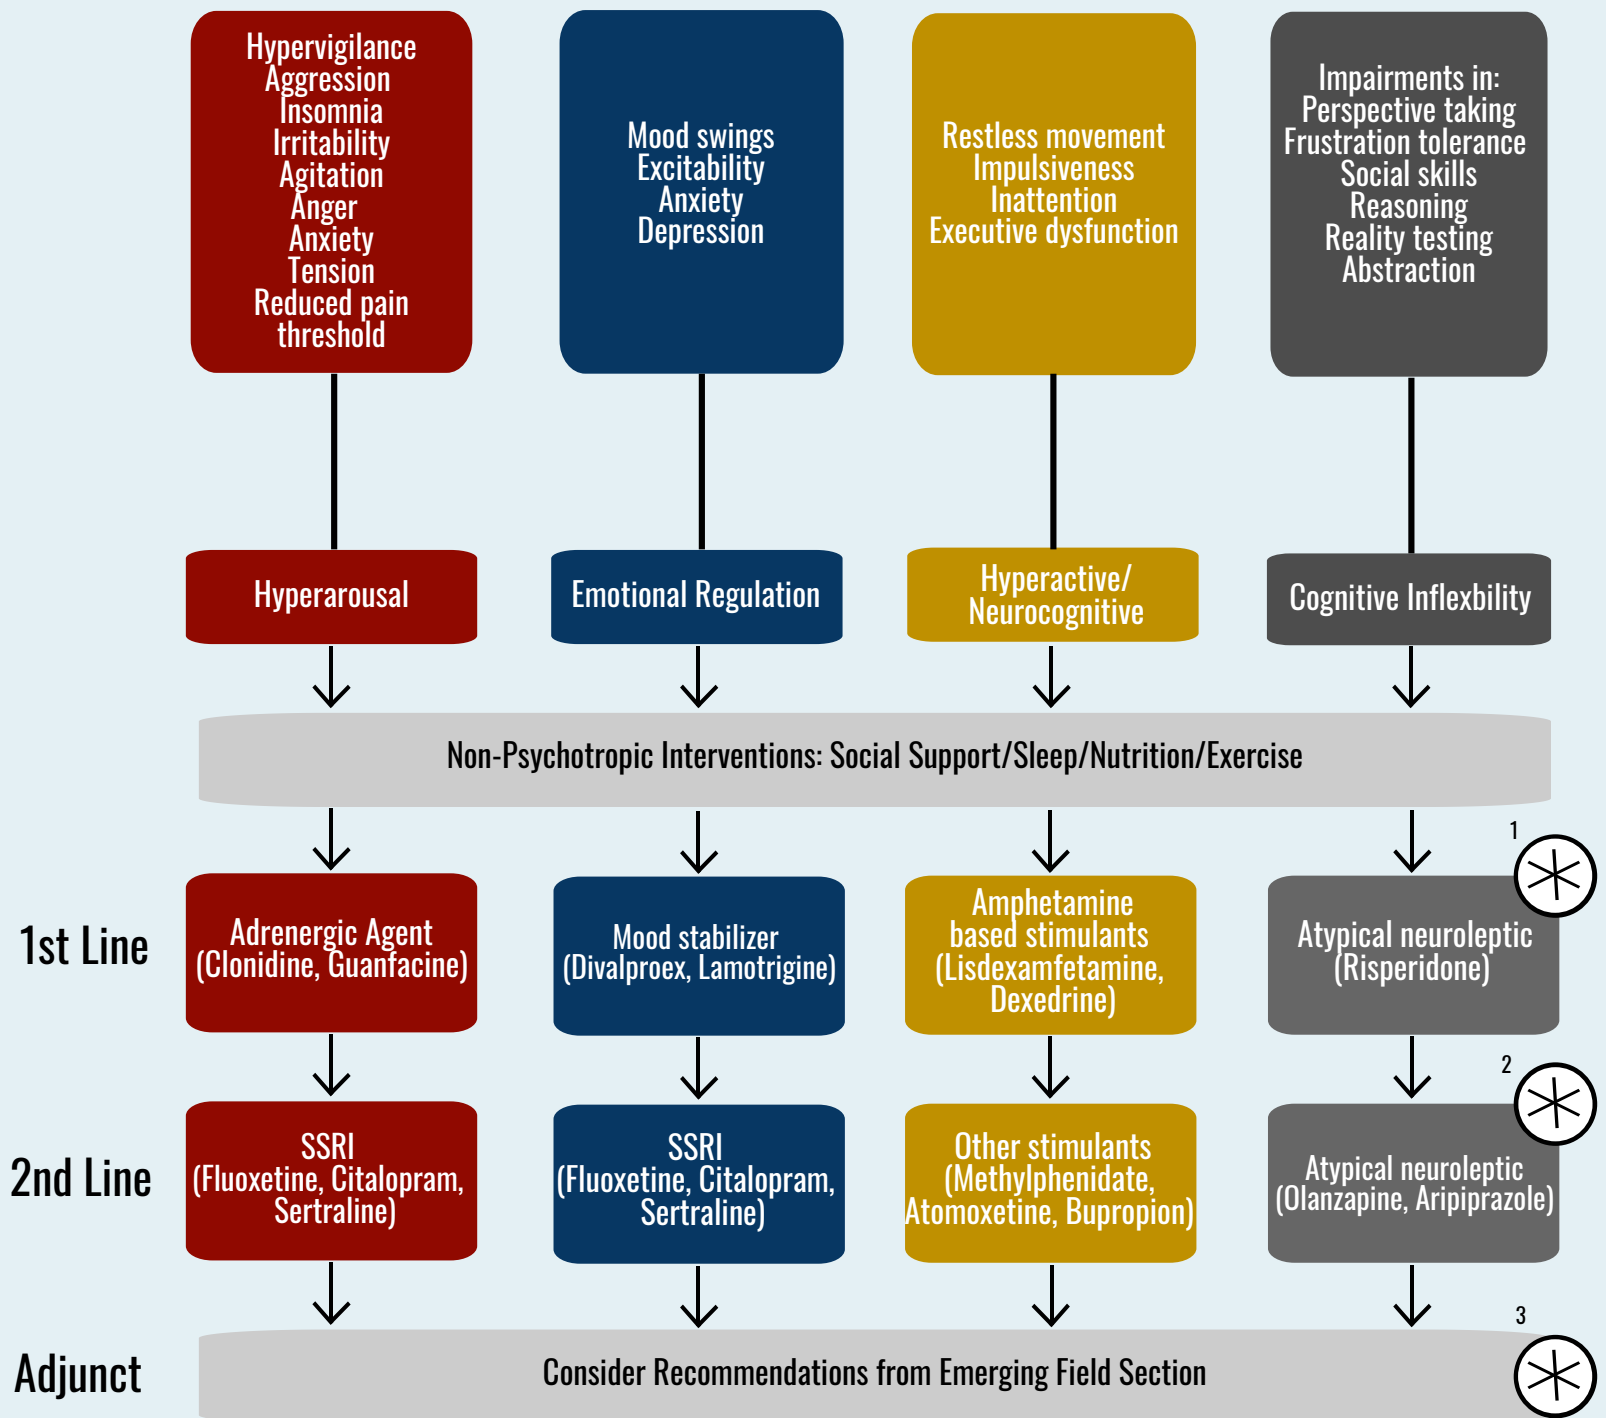 Hypervigilance
Aggression
Insomnia
Irritability
Agitation
Anger
Anxiety
Tension
Reduced pain
threshold
Mood swings
Excitability
Anxiety
Depression
Restless movement
Impulsiveness
Inattention
Executive dysfunction
Impairments in:
Perspective taking
Frustration tolerance
Social skills
Reasoning
Reality testing
Abstraction
Hyperarousal
Emotional Regulation
Hyperactive/
Neurocognitive
Cognitive Inflexbility
Non-Psychotropic Interventions: Social Support/Sleep/Nutrition/Exercise
1st Line
Adrenergic Agent
(Clonidine, Guanfacine)
Mood stabilizer
(Divalproex, Lamotrigine)
Amphetamine
based stimulants
(Lisdexamfetamine,
Dexedrine)
1
Atypical neuroleptic
(Risperidone)
2nd Line
SSRI
(Fluoxetine, Citalopram,
Sertraline)
SSRI
(Fluoxetine, Citalopram,
Sertraline)
Other stimulants
(Methylphenidate,
Atomoxetine, Bupropion)
2
Atypical neuroleptic
(Olanzapine, Aripiprazole)
Adjunct
Consider Recommendations from Emerging Field Section
3